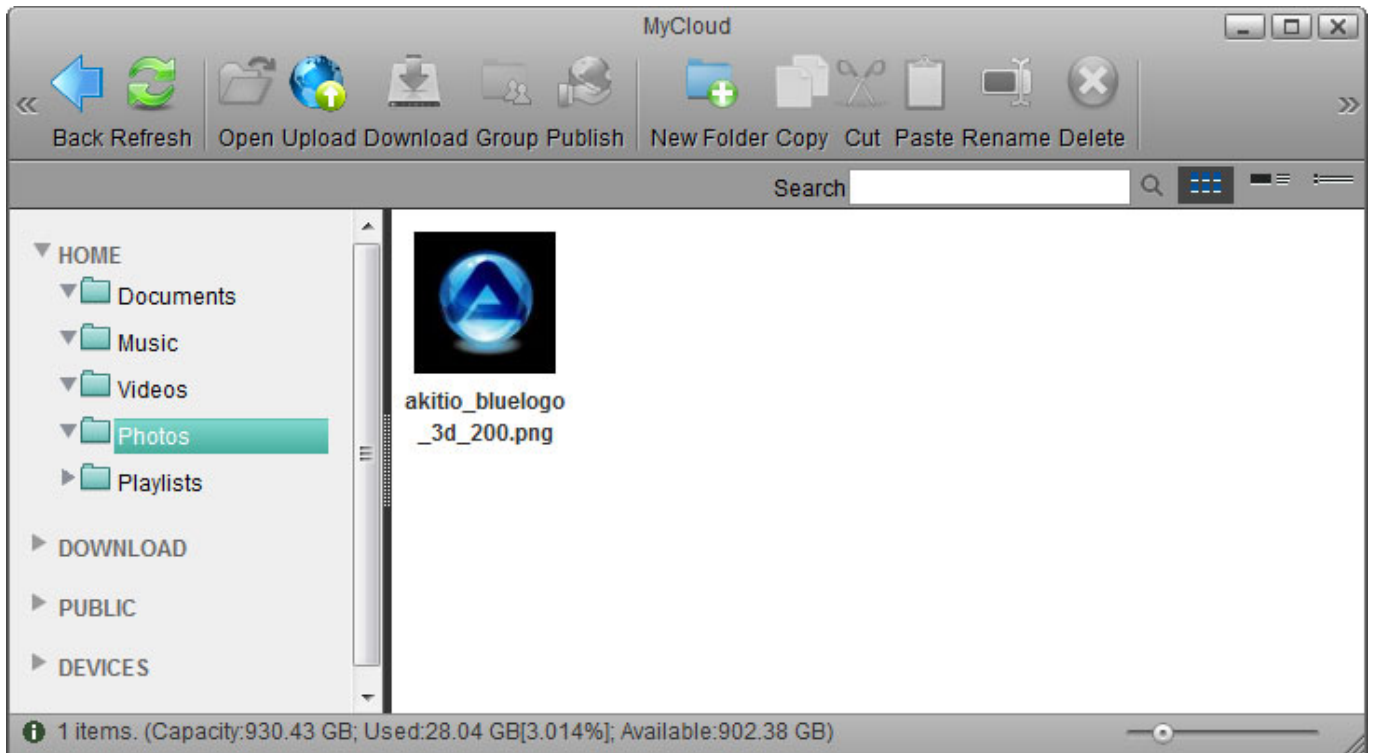 MyCloud
Back Refresh Open Upload Download Group Publish New Folder Copy Cut Paste Rename Delete
Search
HOME
Documents
Music
Videos
Photos
Playlists
DOWNLOAD
PUBLIC
DEVICES
akitio_bluelogo
_3d_200.png
1 items. (Capacity:930.43 GB; Used:28.04 GB[3.014%]; Available:902.38 GB)